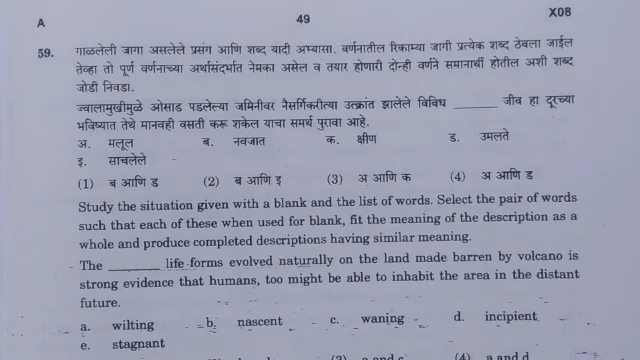 A 49 X08
59. गाळलेली जागा असलेले प्रसंग आणि शब्द यादी अभ्यासा. वर्णनातील रिकाम्या जागी प्रत्येक शब्द ठेवला जाईल
तेव्हा तो पूर्ण वर्णनाच्या अर्थासंदर्भात नेमका असेल व तयार होणारी दोन्ही वर्णने समानार्थी होतील अशी शब्द
जोडी निवडा.
ज्वालामुखीमुळे ओसाड पडलेल्या जमिनीवर नैसर्गिकरीत्या उत्क्रांत झालेले विविध ______ जीव हा दूरच्या
भविष्यात तेथे मानवही वसती करू शकेल याचा समर्थ पुरावा आहे.
अ. मलूल ब. नवजात क. क्षीण ड. उमलते
इ. साचलेले
(1) ब आणि ड (2) ब आणि इ (3) अ आणि क (4) अ आणि ड
Study the situation given with a blank and the list of words. Select the pair of words
such that each of these when used for blank, fit the meaning of the description as a
whole and produce completed descriptions having similar meaning.
The ________ life forms evolved naturally on the land made barren by volcano is
strong evidence that humans, too might be able to inhabit the area in the distant
future.
a. wilting b. nascent c. waning d. incipient
e. stagnant
(3) a and c (4) a and d